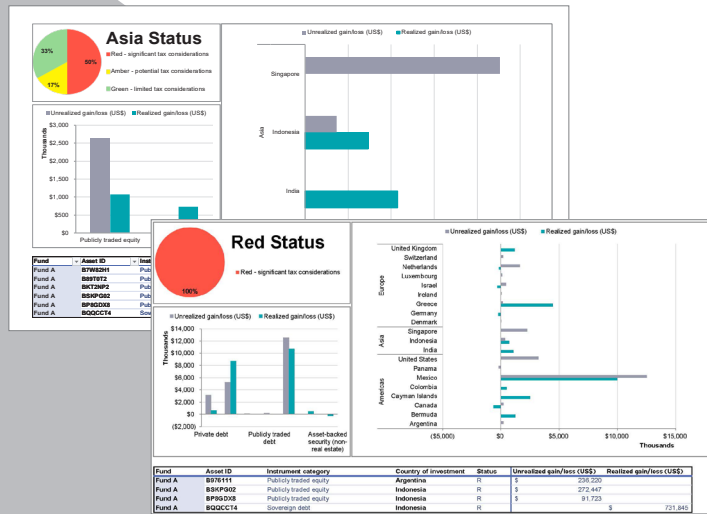 Asia Status
33%
50%
17%
Red - significant tax considerations
Amber - potential tax considerations
Green - limited tax considerations
Unrealized gain/loss (US$) Realized gain/loss (US$)
Thousands
$3,000
$2,500
$2,000
$1,500
$1,000
$500
$0
Publicly traded equity
Unrealized gain/loss (US$) Realized gain/loss (US$)
Asia
Singapore
Indonesia
India
Fund Asset ID
Fund A B7W82H1 Pub
Fund A B89T0T2 Pub
Fund A BKT2NP2 Pub
Fund A BSKPG02 Pub
Fund A BP8GDX8 Pub
Fund A BQQCCT4
Red Status
100%
Red - significant tax considerations
Unrealized gain/loss (US$) Realized gain/loss (US$)
Thousands
$14,000
$12,000
$10,000
$8,000
$6,000
$4,000
$2,000
$0
($2,000)
Private debt Publicly traded debt Asset-backed security (non-real estate)
Unrealized gain/loss (US$) Realized gain/loss (US$)
Europe
United Kingdom
Switzerland
Netherlands
Luxembourg
Israel
Ireland
Greece
Germany
Denmark
Asia
Singapore
Indonesia
India
Americas
United States
Panama
Mexico
Colombia
Cayman Islands
Canada
Bermuda
Argentina
($5,000) $0 $5,000 $10,000 $15,000
Thousands
Fund Asset ID Instrument category Country of investment Status Unrealized gain/loss (US$) Realized gain/loss (US$)
Fund A B976111 Publicly traded equity Argentina R $ 236,220
Fund A BSKPG02 Publicly traded equity Indonesia R $ 272,447
Fund A BP8GDX8 Publicly traded equity Indonesia R $ 91,723
Fund A BQQCCT4 Sovereign debt Indonesia R $ 731,845